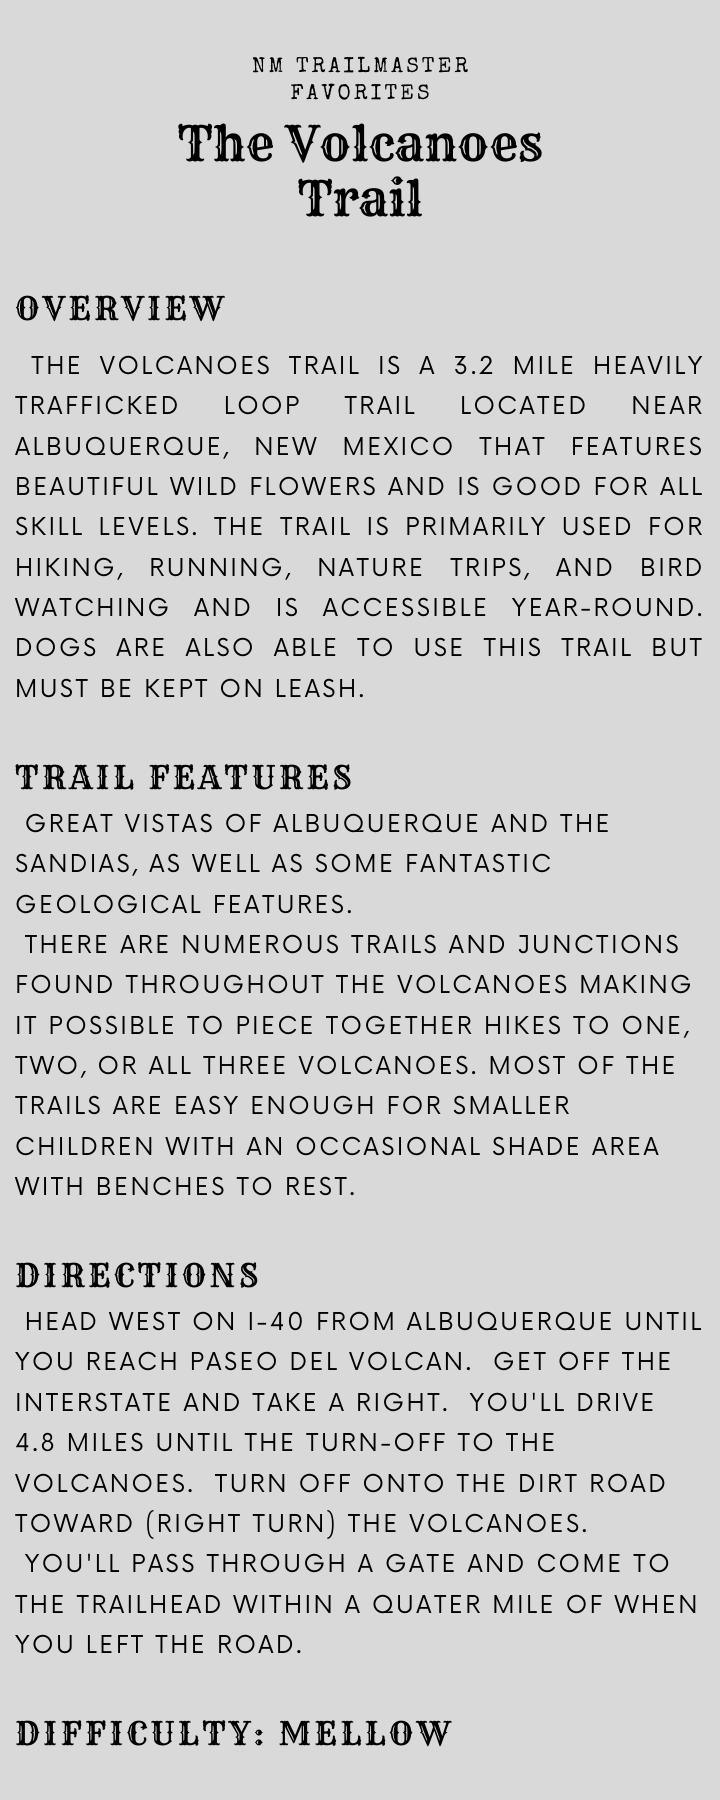 NM TRAILMASTER
FAVORITES
The Volcanoes
Trail
OVERVIEW
THE VOLCANOES TRAIL IS A 3.2 MILE HEAVILY
TRAFFICKED LOOP TRAIL LOCATED NEAR
ALBUQUERQUE, NEW MEXICO THAT FEATURES
BEAUTIFUL WILD FLOWERS AND IS GOOD FOR ALL
SKILL LEVELS. THE TRAIL IS PRIMARILY USED FOR
HIKING, RUNNING, NATURE TRIPS, AND BIRD
WATCHING AND IS ACCESSIBLE YEAR-ROUND.
DOGS ARE ALSO ABLE TO USE THIS TRAIL BUT
MUST BE KEPT ON LEASH.
TRAIL FEATURES
GREAT VISTAS OF ALBUQUERQUE AND THE
SANDIAS, AS WELL AS SOME FANTASTIC
GEOLOGICAL FEATURES.
THERE ARE NUMEROUS TRAILS AND JUNCTIONS
FOUND THROUGHOUT THE VOLCANOES MAKING
IT POSSIBLE TO PIECE TOGETHER HIKES TO ONE,
TWO, OR ALL THREE VOLCANOES. MOST OF THE
TRAILS ARE EASY ENOUGH FOR SMALLER
CHILDREN WITH AN OCCASIONAL SHADE AREA
WITH BENCHES TO REST.
DIRECTIONS
HEAD WEST ON I-40 FROM ALBUQUERQUE UNTIL
YOU REACH PASEO DEL VOLCAN. GET OFF THE
INTERSTATE AND TAKE A RIGHT. YOU'LL DRIVE
4.8 MILES UNTIL THE TURN-OFF TO THE
VOLCANOES. TURN OFF ONTO THE DIRT ROAD
TOWARD (RIGHT TURN) THE VOLCANOES.
YOU'LL PASS THROUGH A GATE AND COME TO
THE TRAILHEAD WITHIN A QUATER MILE OF WHEN
YOU LEFT THE ROAD.
DIFFICULTY: MELLOW